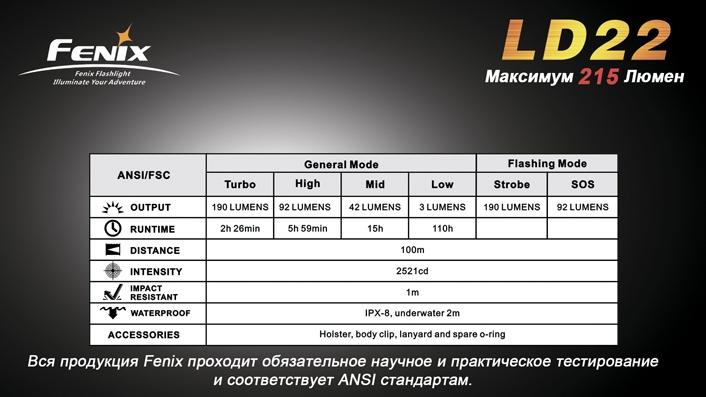 FENIX
Fenix Flashlight
Illuminate Your Adventure
LD22
Максимум 215 Люмен
ANSI/FSC General Mode Flashing Mode
Turbo High Mid Low Strobe SOS
OUTPUT 190 LUMENS 92 LUMENS 42 LUMENS 3 LUMENS 190 LUMENS 92 LUMENS
RUNTIME 2h 26min 5h 59min 15h 110h
DISTANCE 100m
INTENSITY 2521cd
IMPACT RESISTANT 1m
WATERPROOF IPX-8, underwater 2m
ACCESSORIES Holster, body clip, lanyard and spare o-ring
Вся продукция Fenix проходит обязательное научное и практическое тестирование
и соответствует ANSI стандартам.